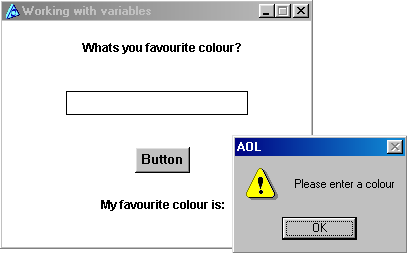 Working with variables
Whats you favourite colour?
Button
My favourite colour is:
AOL
Please enter a colour
OK